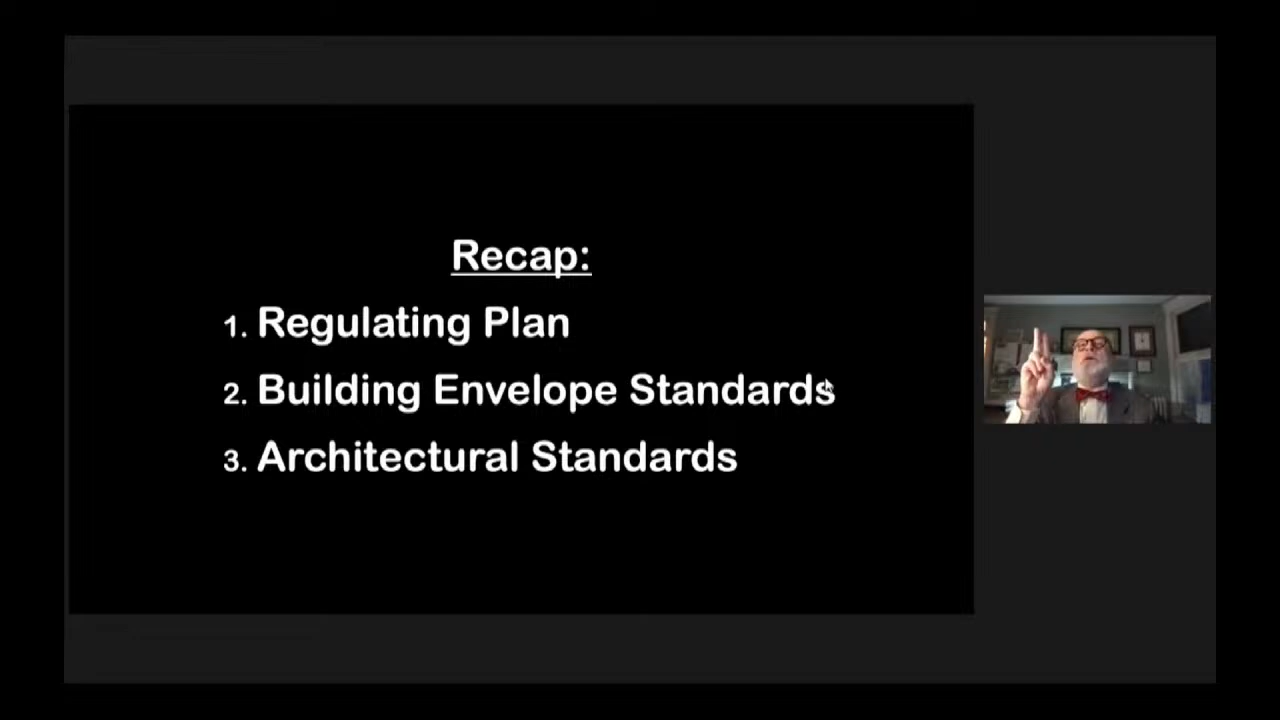 Recap:
1. Regulating Plan
2. Building Envelope Standards
3. Architectural Standards